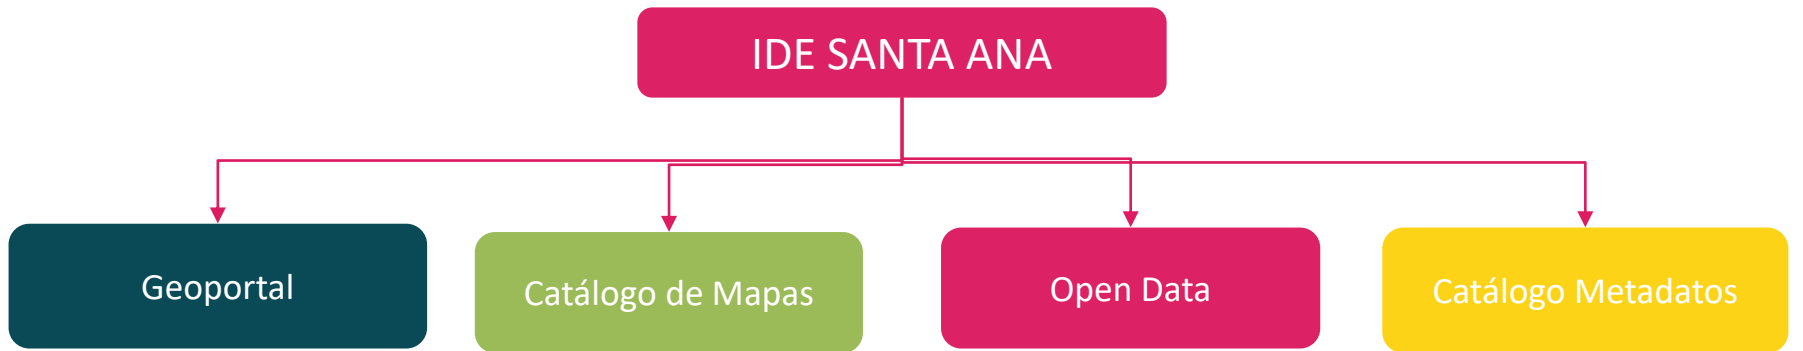 IDE SANTA ANA
Geoportal
Catálogo de Mapas
Open Data
Catálogo Metadatos